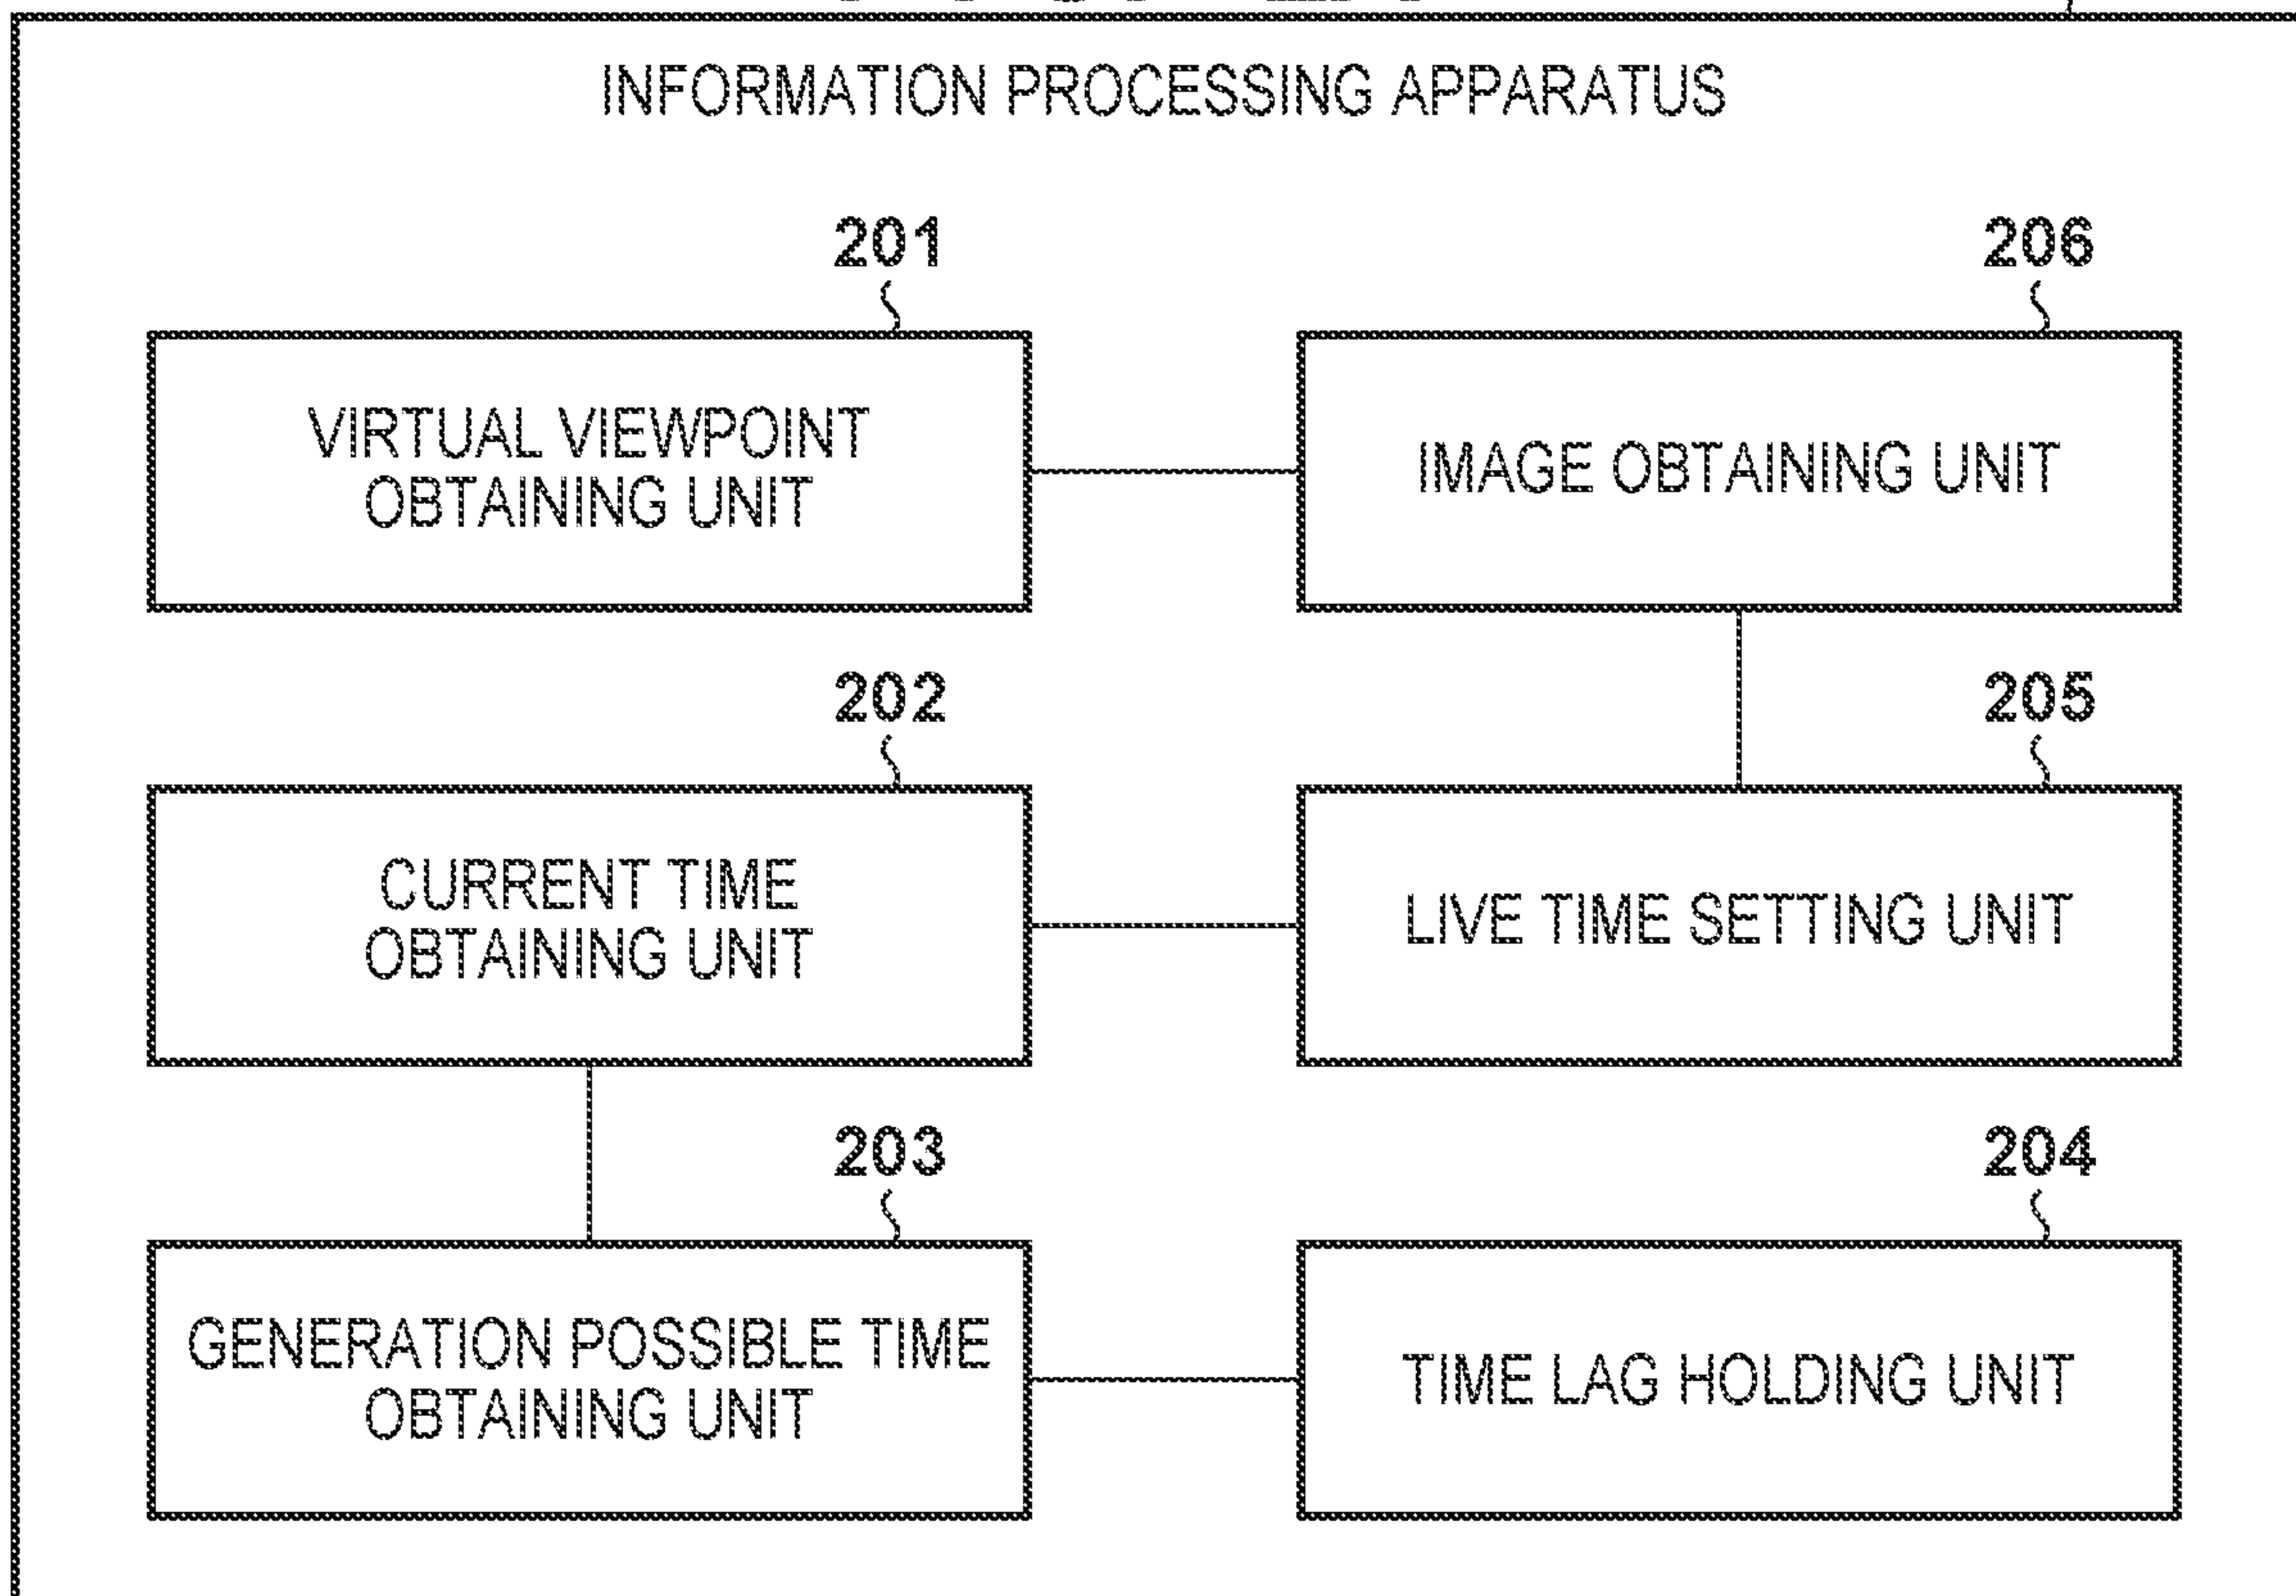 INFORMATION PROCESSING APPARATUS
201
206
VIRTUAL VIEWPOINT
OBTAINING UNIT
IMAGE OBTAINING UNIT
202
205
CURRENT TIME
OBTAINING UNIT
LIVE TIME SETTING UNIT
203
204
GENERATION POSSIBLE TIME
OBTAINING UNIT
TIME LAG HOLDING UNIT